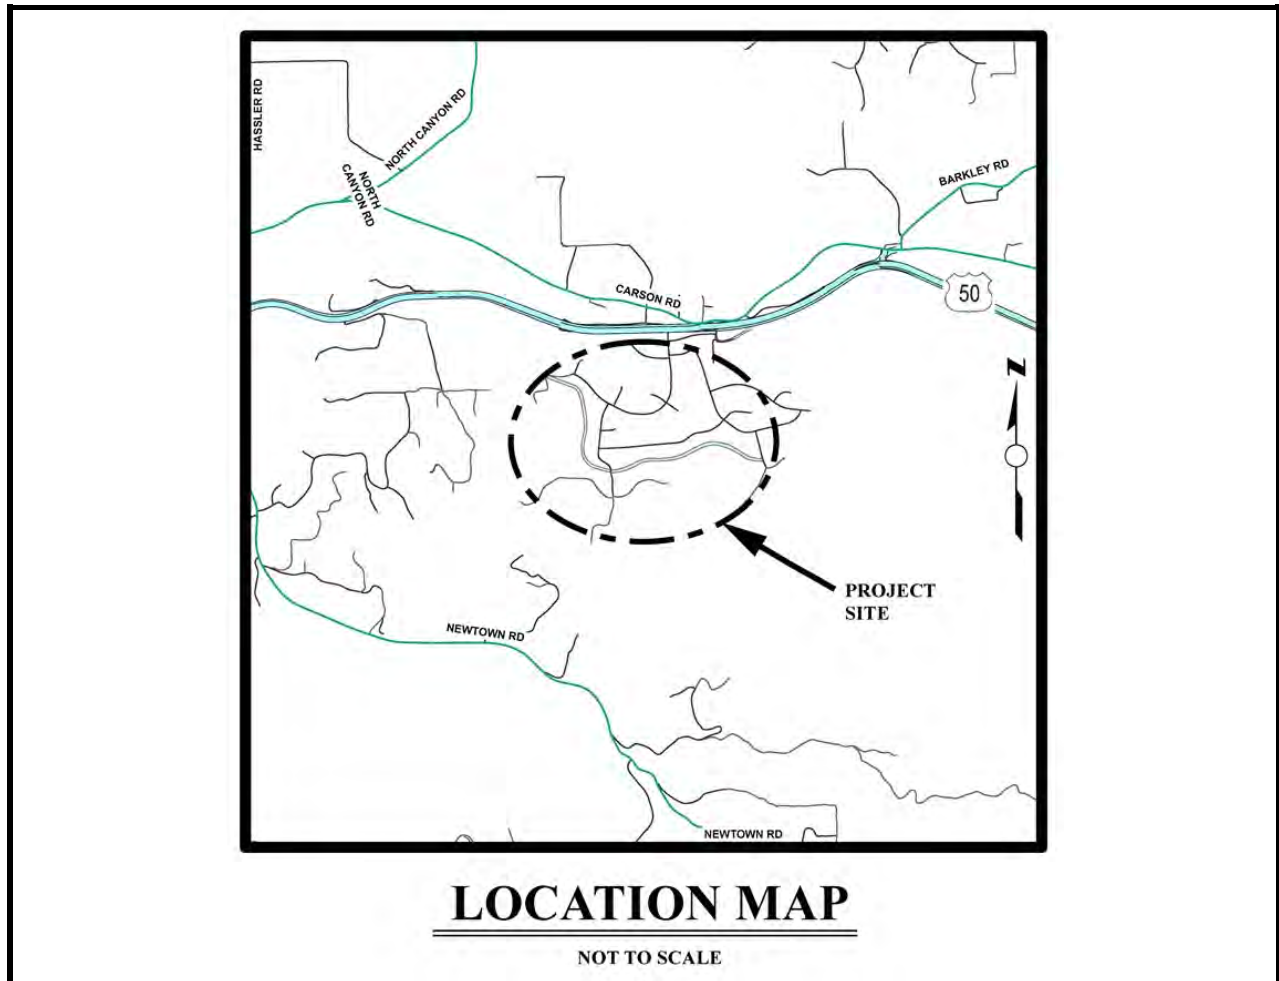 HASSLER RD
NORTH CANYON RD
NORTH
CANYON RD
BARKLEY RD
50
CARSON RD
N
PROJECT
SITE
NEWTOWN RD
NEWTOWN RD
LOCATION MAP
NOT TO SCALE